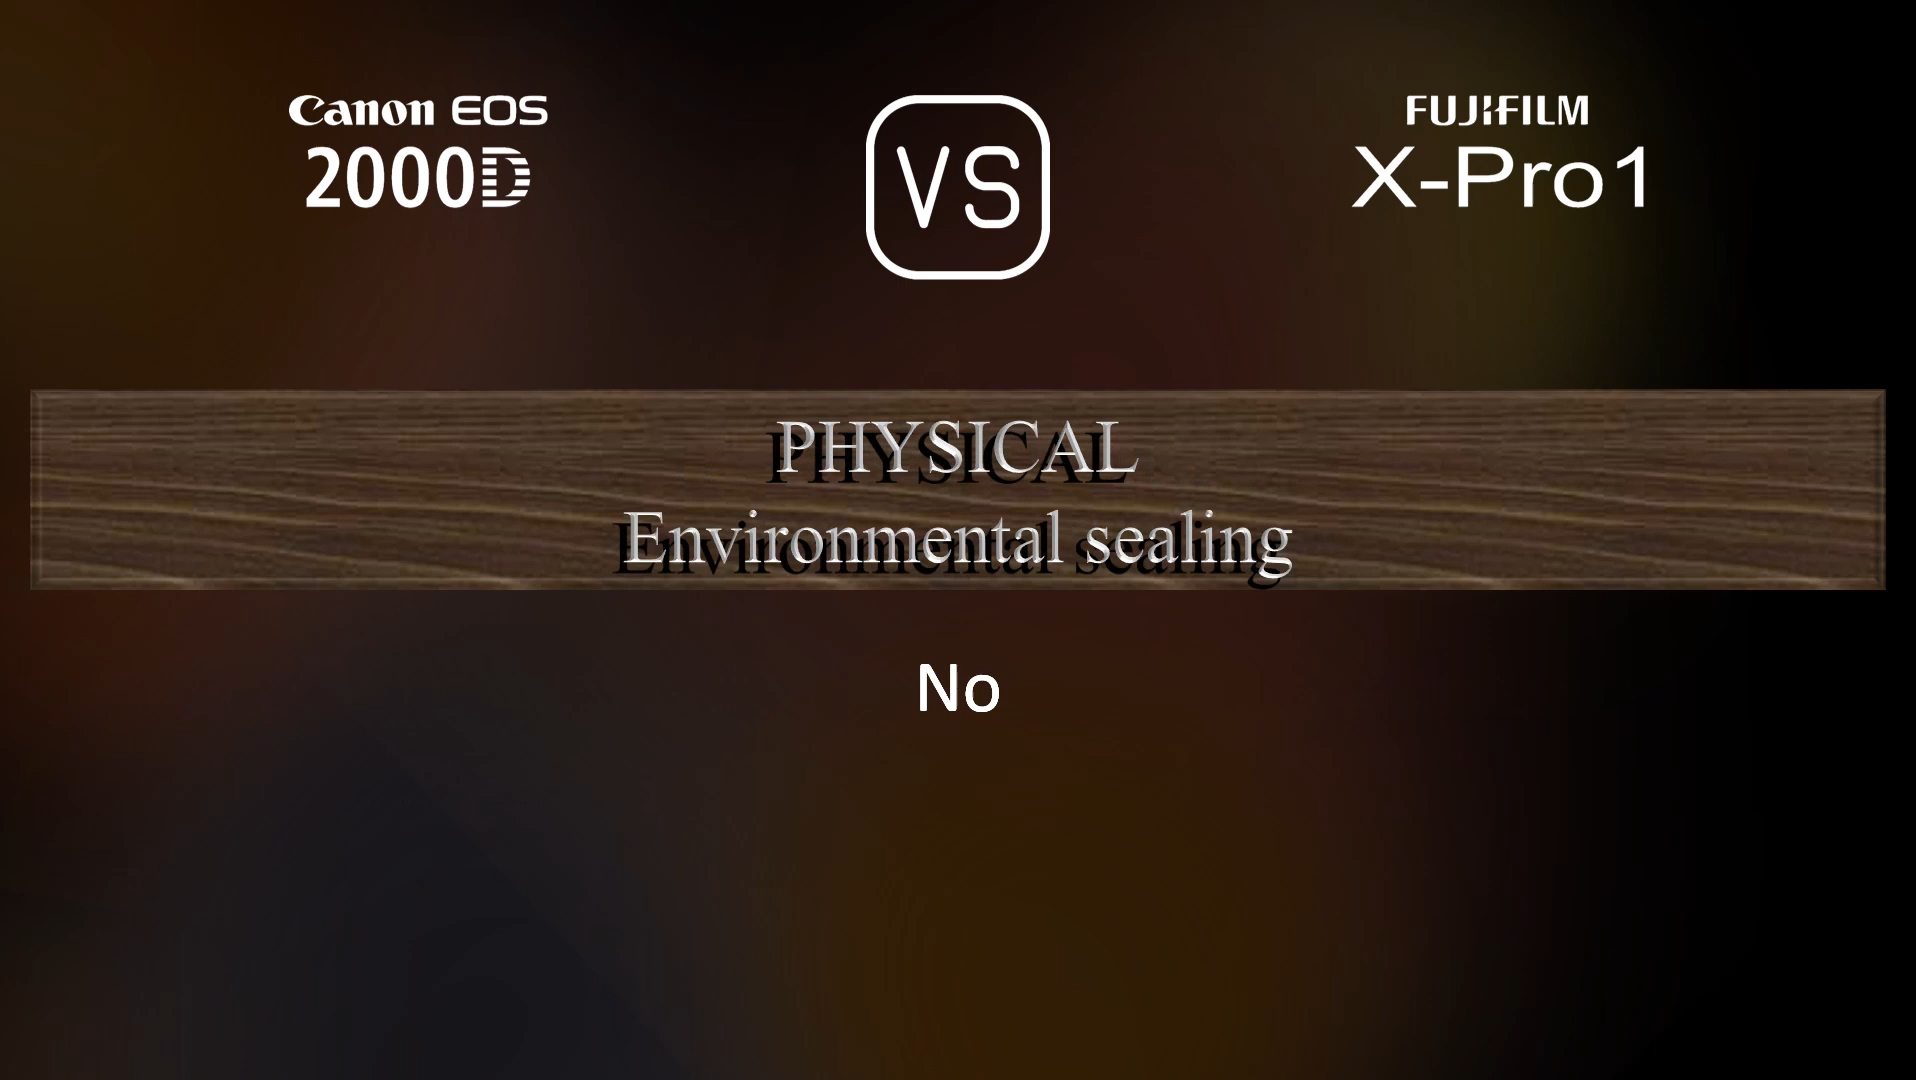 Canon EOS
2000D
VS
FUJIFILM
X-Pro1
PHYSICAL
Environmental sealing
No